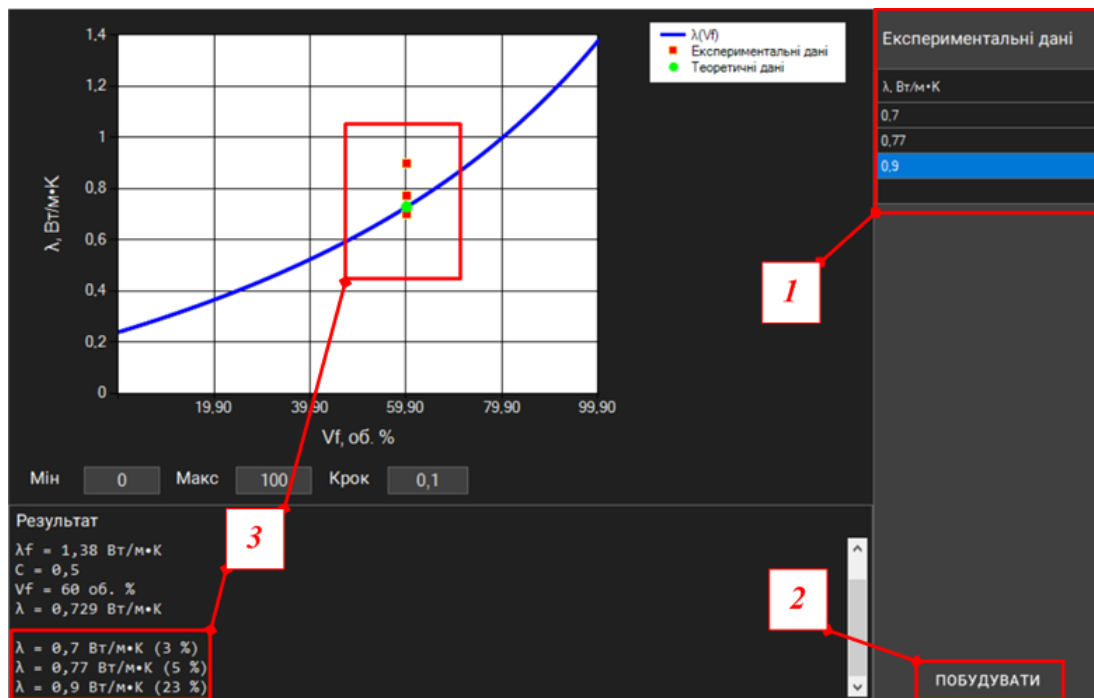 1,4
1,2
1
0,8
0,6
0,4
0,2
0
λ, Вт/м•К
19,90
39,90
59,90
79,90
99,90
Vf, об. %
λ(Vf)
Експериментальні дані
Теоретичні дані
Експериментальні дані
λ, Вт/м•К
0,7
0,77
0,9
1
Мін 0 Макс 100 Крок 0,1
Результат
λf = 1,38 Вт/м•К
C = 0,5
Vf = 60 об. %
λ = 0,729 Вт/м•К
λ = 0,7 Вт/м•К (3 %)
λ = 0,77 Вт/м•К (5 %)
λ = 0,9 Вт/м•К (23 %)
3
2
ПОБУДУВАТИ